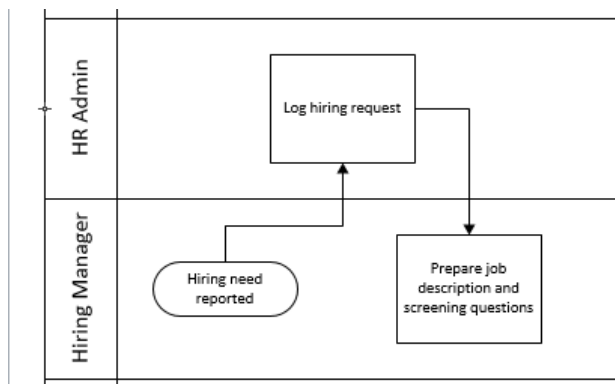 HR Admin
Log hiring request
Hiring Manager
Hiring need
reported
Prepare job
description and
screening questions